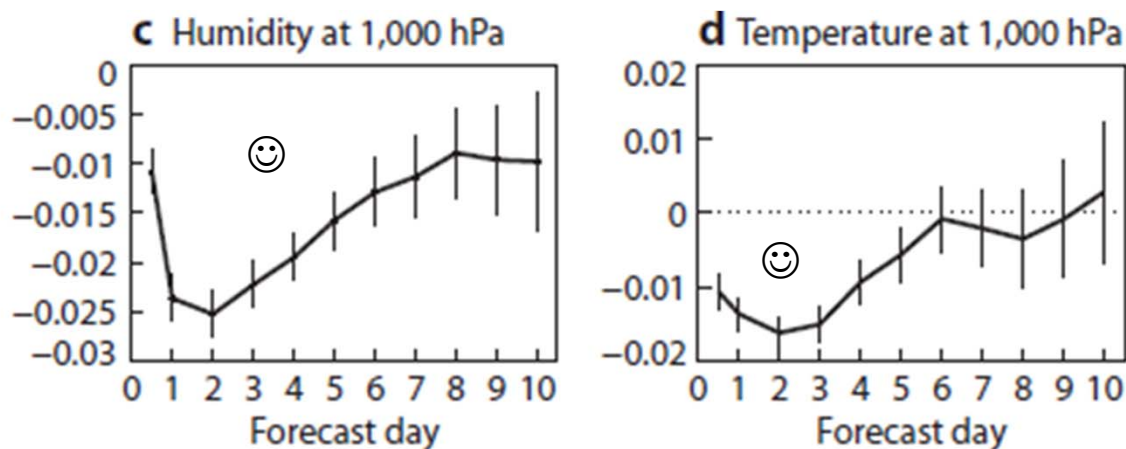 c Humidity at 1,000 hPa
0
−0.005
−0.01
−0.015
−0.02
−0.025
−0.03
0 1 2 3 4 5 6 7 8 9 10
Forecast day
d Temperature at 1,000 hPa
0.02
0.01
0
−0.01
−0.02
0 1 2 3 4 5 6 7 8 9 10
Forecast day